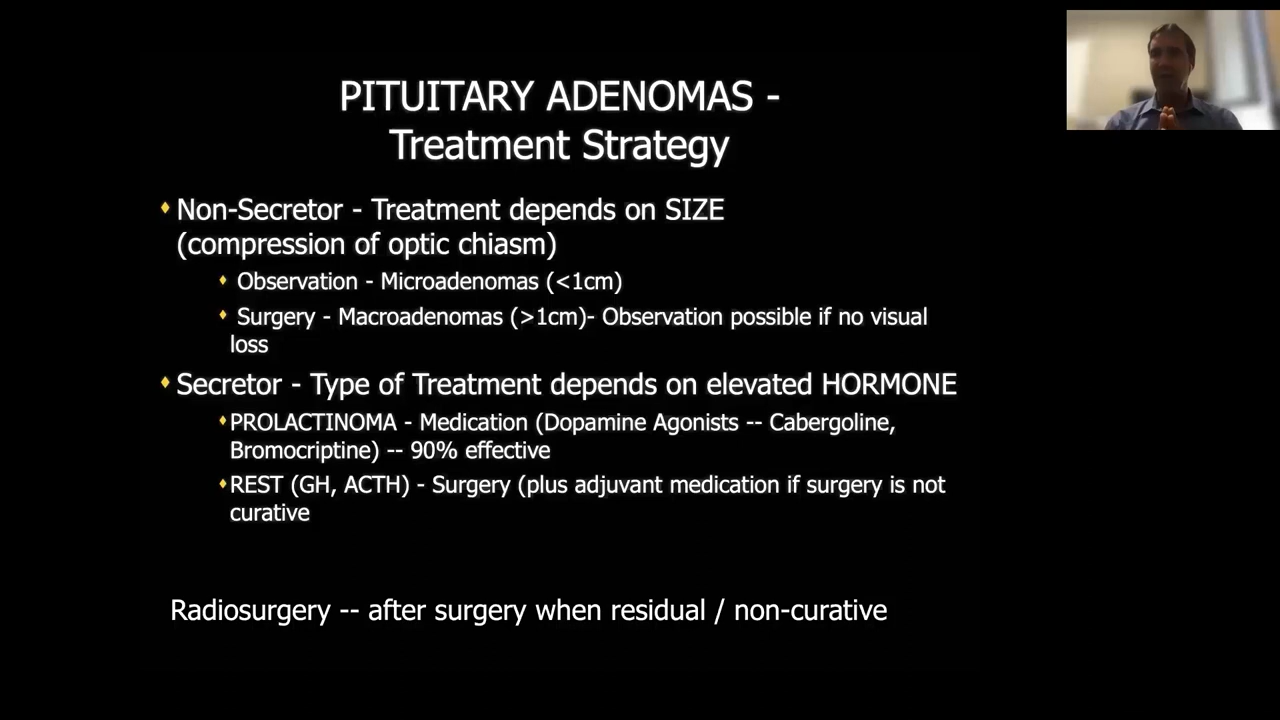 PITUITARY ADENOMAS -
Treatment Strategy
Non-Secretor - Treatment depends on SIZE
(compression of optic chiasm)
Observation - Microadenomas (<1cm)
Surgery - Macroadenomas (>1cm)- Observation possible if no visual
loss
Secretor - Type of Treatment depends on elevated HORMONE
PROLACTINOMA - Medication (Dopamine Agonists -- Cabergoline,
Bromocriptine) -- 90% effective
REST (GH, ACTH) - Surgery (plus adjuvant medication if surgery is not
curative
Radiosurgery -- after surgery when residual / non-curative